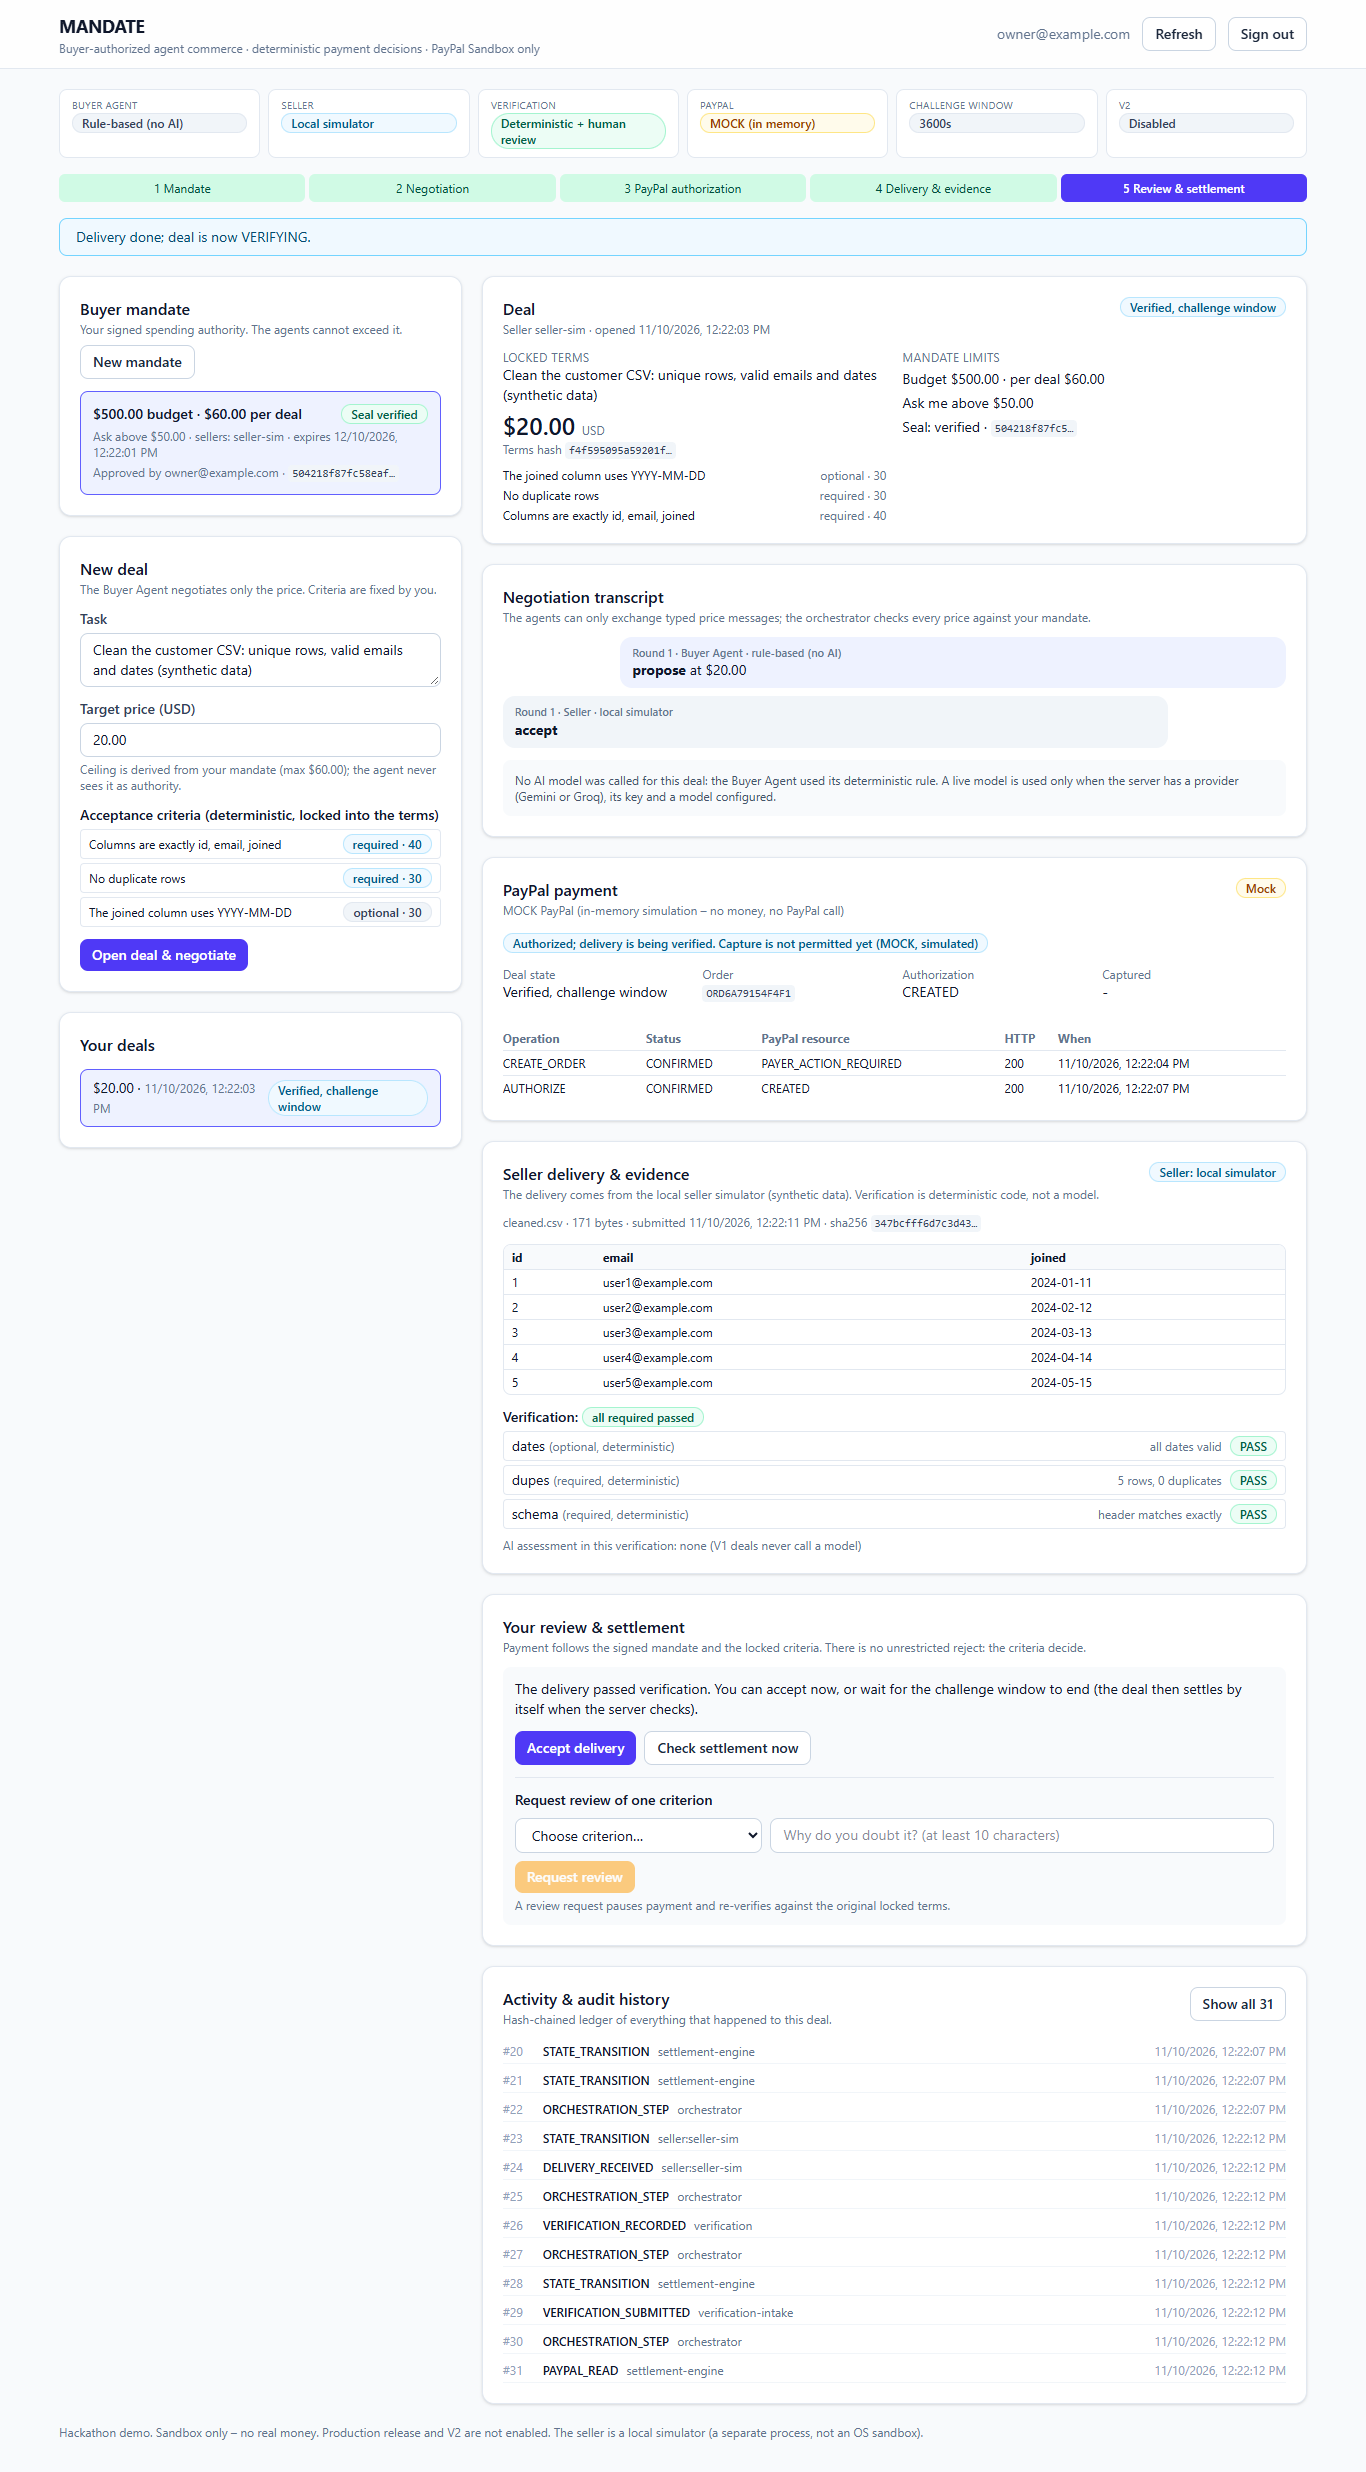 MANDATE
Buyer-authorized agent commerce · deterministic payment decisions · PayPal Sandbox only
owner@example.com
Refresh
Sign out
BUYER AGENT
Rule-based (no AI)
SELLER
Local simulator
VERIFICATION
Deterministic + human
review
PAYPAL
MOCK (in memory)
CHALLENGE WINDOW
3600s
V2
Disabled
1 Mandate
2 Negotiation
3 PayPal authorization
4 Delivery & evidence
5 Review & settlement
Delivery done; deal is now VERIFYING.
Buyer mandate
Your signed spending authority. The agents cannot exceed it.
New mandate
$500.00 budget · $60.00 per deal
Seal verified
Ask above $50.00 · sellers: seller-sim · expires 12/10/2026,
12:22:01 PM
Approved by owner@example.com · 504218f87fc58eaf…
New deal
The Buyer Agent negotiates only the price. Criteria are fixed by you.
Task
Clean the customer CSV: unique rows, valid emails
and dates (synthetic data)
Target price (USD)
20.00
Ceiling is derived from your mandate (max $60.00); the agent never
sees it as authority.
Acceptance criteria (deterministic, locked into the terms)
Columns are exactly id, email, joined
required · 40
No duplicate rows
required · 30
The joined column uses YYYY-MM-DD
optional · 30
Open deal & negotiate
Your deals
$20.00 · 11/10/2026, 12:22:03
PM
Verified, challenge
window
Deal
Seller seller-sim · opened 11/10/2026, 12:22:03 PM
Verified, challenge window
LOCKED TERMS
Clean the customer CSV: unique rows, valid emails and dates
(synthetic data)
$20.00 USD
Terms hash f4f595095a59201f…
The joined column uses YYYY-MM-DD
optional · 30
No duplicate rows
required · 30
Columns are exactly id, email, joined
required · 40
MANDATE LIMITS
Budget $500.00 · per deal $60.00
Ask me above $50.00
Seal: verified · 504218f87fc5…
Negotiation transcript
The agents can only exchange typed price messages; the orchestrator checks every price against your mandate.
Round 1 · Buyer Agent · rule-based (no AI)
propose at $20.00
Round 1 · Seller · local simulator
accept
No AI model was called for this deal: the Buyer Agent used its deterministic rule. A live model is used only when the server has a provider
(Gemini or Groq), its key and a model configured.
PayPal payment
Mock
MOCK PayPal (in-memory simulation – no money, no PayPal call)
Authorized; delivery is being verified. Capture is not permitted yet (MOCK, simulated)
Deal state
Verified, challenge window
Order
ORD6A79154F4F1
Authorization
CREATED
Captured
-
Operation Status PayPal resource HTTP When
CREATE_ORDER CONFIRMED PAYER_ACTION_REQUIRED 200 11/10/2026, 12:22:04 PM
AUTHORIZE CONFIRMED CREATED 200 11/10/2026, 12:22:07 PM
Seller delivery & evidence
Seller: local simulator
The delivery comes from the local seller simulator (synthetic data). Verification is deterministic code, not a model.
cleaned.csv · 171 bytes · submitted 11/10/2026, 12:22:11 PM · sha256 347bcfff6d7c3d43…
id email joined
1 user1@example.com 2024-01-11
2 user2@example.com 2024-02-12
3 user3@example.com 2024-03-13
4 user4@example.com 2024-04-14
5 user5@example.com 2024-05-15
Verification: all required passed
dates (optional, deterministic) all dates valid PASS
dupes (required, deterministic) 5 rows, 0 duplicates PASS
schema (required, deterministic) header matches exactly PASS
AI assessment in this verification: none (V1 deals never call a model)
Your review & settlement
Payment follows the signed mandate and the locked criteria. There is no unrestricted reject: the criteria decide.
The delivery passed verification. You can accept now, or wait for the challenge window to end (the deal then settles by
itself when the server checks).
Accept delivery
Check settlement now
Request review of one criterion
Choose criterion...
Why do you doubt it? (at least 10 characters)
Request review
A review request pauses payment and re-verifies against the original locked terms.
Activity & audit history
Show all 31
Hash-chained ledger of everything that happened to this deal.
#20 STATE_TRANSITION settlement-engine 11/10/2026, 12:22:07 PM
#21 STATE_TRANSITION settlement-engine 11/10/2026, 12:22:07 PM
#22 ORCHESTRATION_STEP orchestrator 11/10/2026, 12:22:07 PM
#23 STATE_TRANSITION seller:seller-sim 11/10/2026, 12:22:12 PM
#24 DELIVERY_RECEIVED seller:seller-sim 11/10/2026, 12:22:12 PM
#25 ORCHESTRATION_STEP orchestrator 11/10/2026, 12:22:12 PM
#26 VERIFICATION_RECORDED verification 11/10/2026, 12:22:12 PM
#27 ORCHESTRATION_STEP orchestrator 11/10/2026, 12:22:12 PM
#28 STATE_TRANSITION settlement-engine 11/10/2026, 12:22:12 PM
#29 VERIFICATION_SUBMITTED verification-intake 11/10/2026, 12:22:12 PM
#30 ORCHESTRATION_STEP orchestrator 11/10/2026, 12:22:12 PM
#31 PAYPAL_READ settlement-engine 11/10/2026, 12:22:12 PM
Hackathon demo. Sandbox only – no real money. Production release and V2 are not enabled. The seller is a local simulator (a separate process, not an OS sandbox).